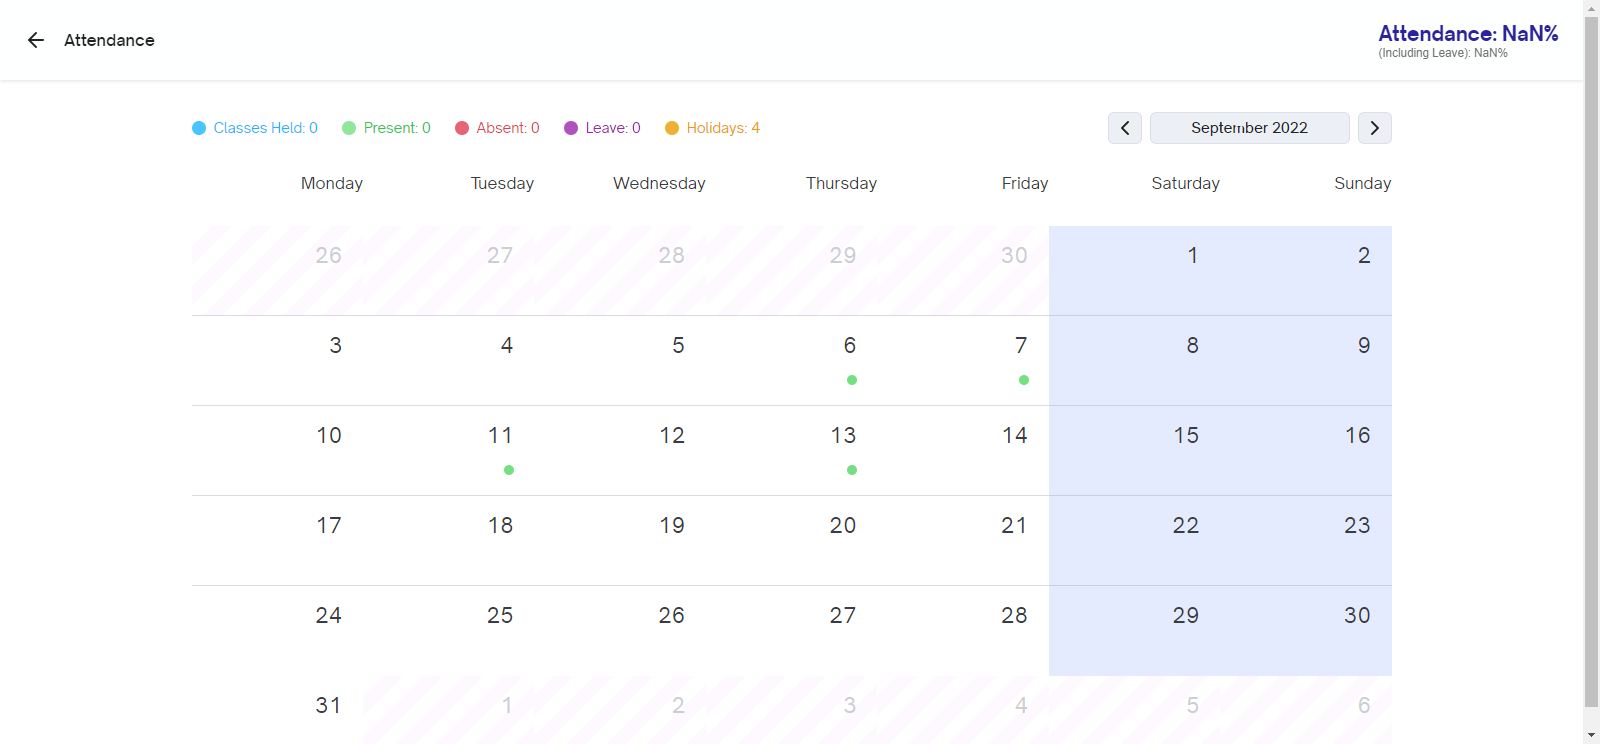 Attendance
Attendance: NaN%
(Including Leave): NaN%
Classes Held: 0 Present: 0 Absent: 0 Leave: 0 Holidays: 4
September 2022
Monday Tuesday Wednesday Thursday Friday Saturday Sunday
26 27 28 29 30 1 2
3 4 5 6 7 8 9
10 11 12 13 14 15 16
17 18 19 20 21 22 23
24 25 26 27 28 29 30
31 1 2 3 4 5 6